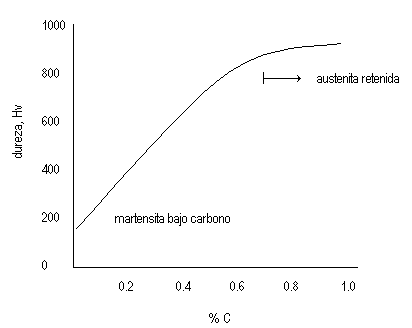 1000
800
600
400
200
0
dureza, Hv
austenita retenida
martensita bajo carbono
0.2 0.4 0.6 0.8 1.0
% C